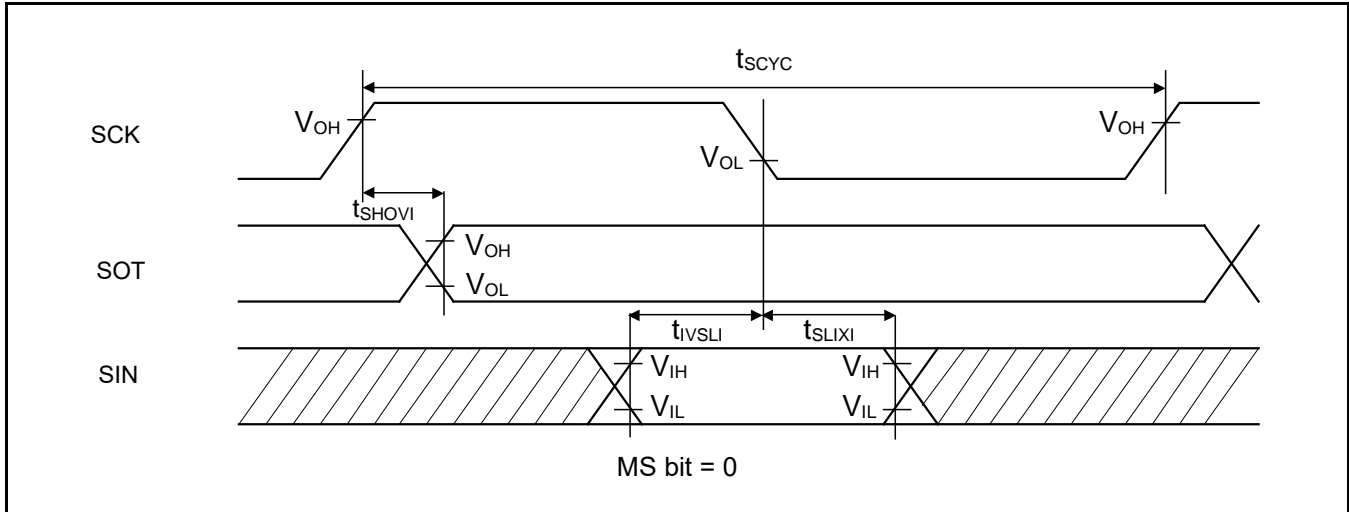 tSCYC
SCK
VOH
VOL
VOH
tSHOVI
SOT
VOH
VOL
tIVSLI
tSLIXI
SIN
VIH
VIH
VIL
VIL
MS bit = 0